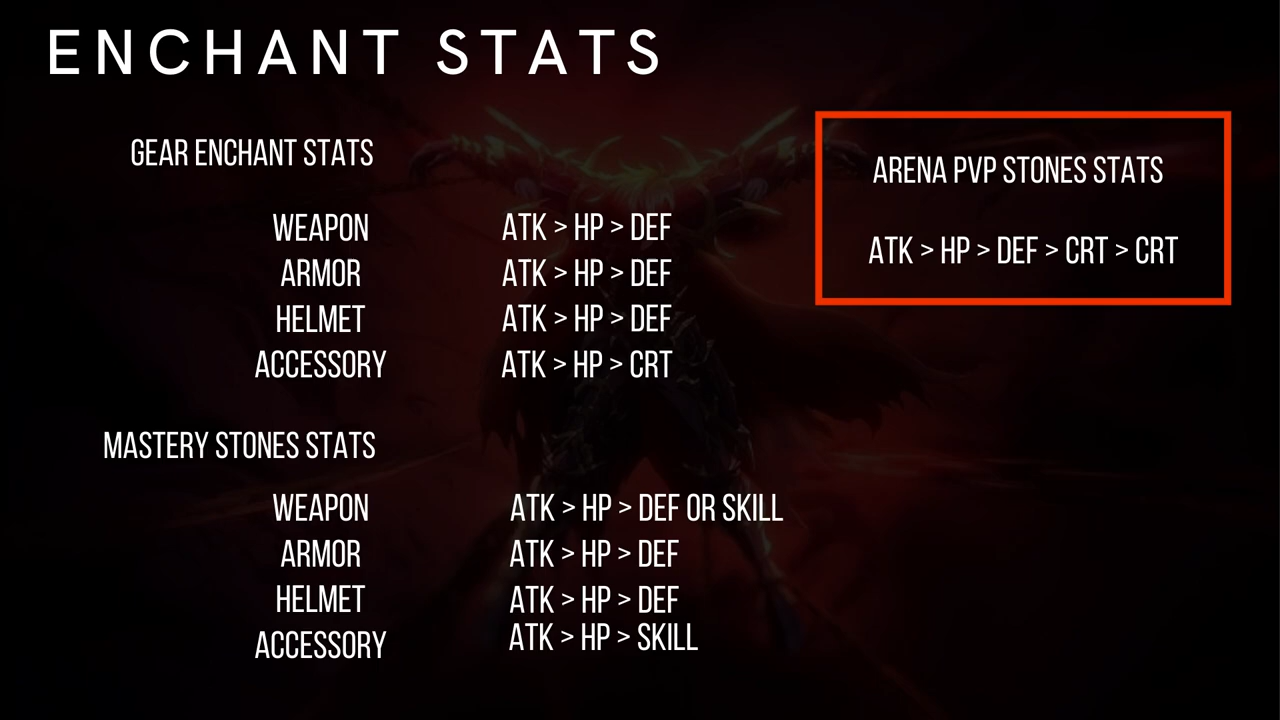 ENCHANT STATS
GEAR ENCHANT STATS
WEAPON ATK > HP > DEF
ARMOR ATK > HP > DEF
HELMET ATK > HP > DEF
ACCESSORY ATK > HP > CRT
MASTERY STONES STATS
WEAPON ATK > HP > DEF OR SKILL
ARMOR ATK > HP > DEF
HELMET ATK > HP > DEF
ACCESSORY ATK > HP > SKILL
ARENA PVP STONES STATS
ATK > HP > DEF > CRT > CRT